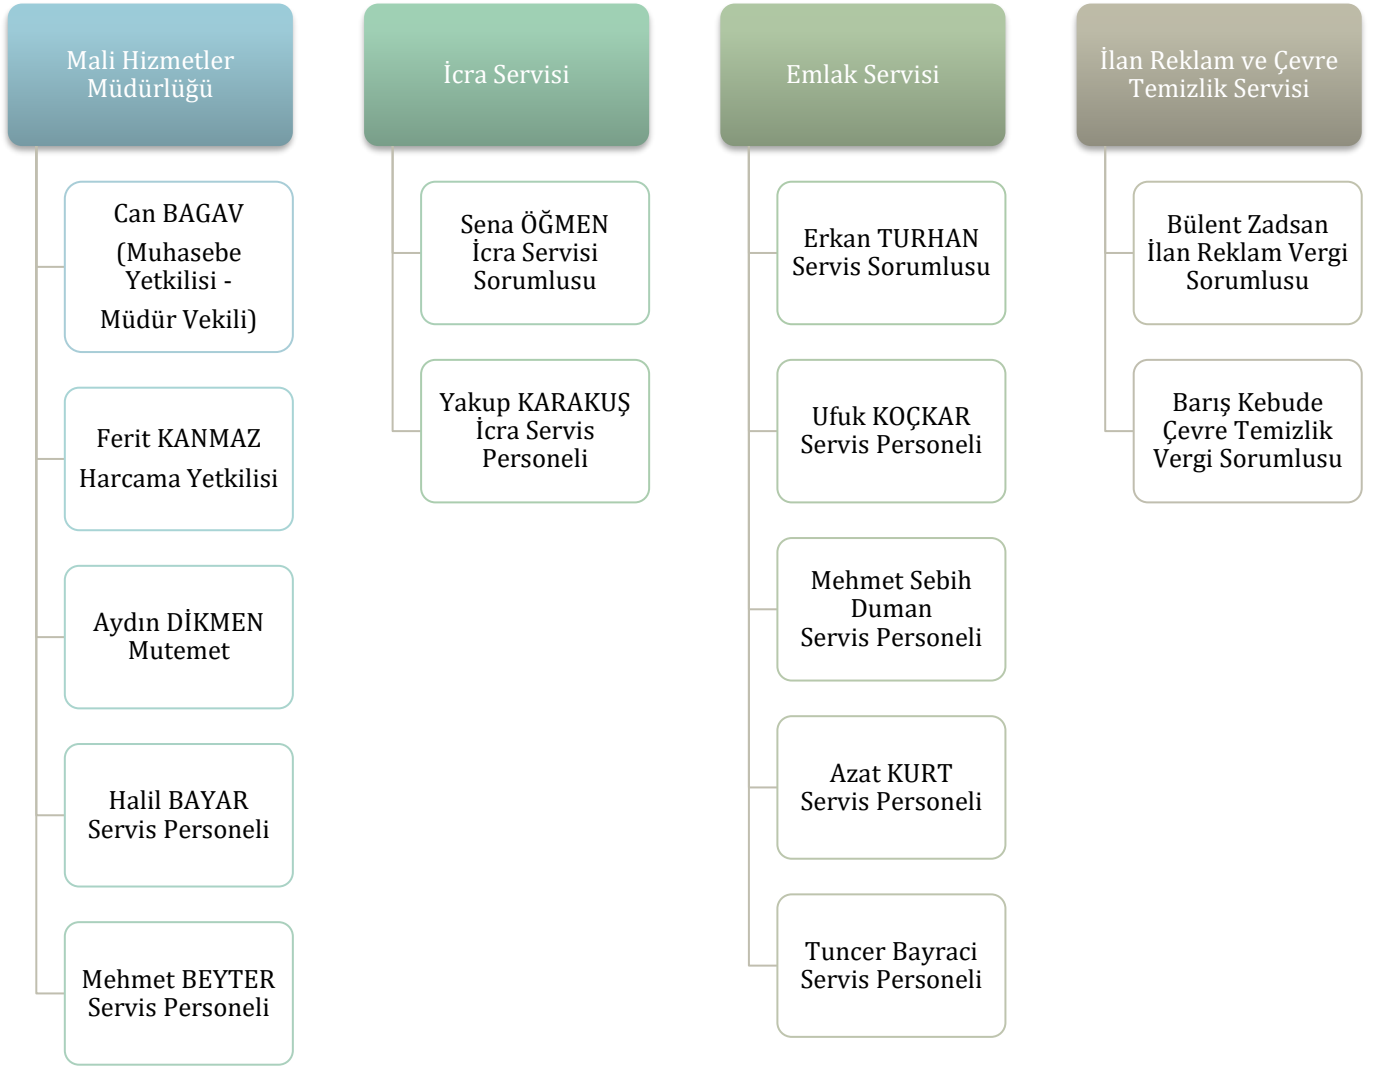 Mali Hizmetler
Müdürlüğü
Can BAGAV
(Muhasebe
Yetkilisi -
Müdür Vekili)
Ferit KANMAZ
Harcama Yetkilisi
Aydın DİKMEN
Mutemet
Halil BAYAR
Servis Personeli
Mehmet BEYTER
Servis Personeli
İcra Servisi
Sena ÖĞMEN
İcra Servisi
Sorumlusu
Yakup KARAKUŞ
İcra Servis
Personeli
Emlak Servisi
Erkan TURHAN
Servis Sorumlusu
Ufuk KOÇKAR
Servis Personeli
Mehmet Sebih
Duman
Servis Personeli
Azat KURT
Servis Personeli
Tuncer Bayraci
Servis Personeli
İlan Reklam ve Çevre
Temizlik Servisi
Bülent Zadsan
İlan Reklam Vergi
Sorumlusu
Barış Kebude
Çevre Temizlik
Vergi Sorumlusu